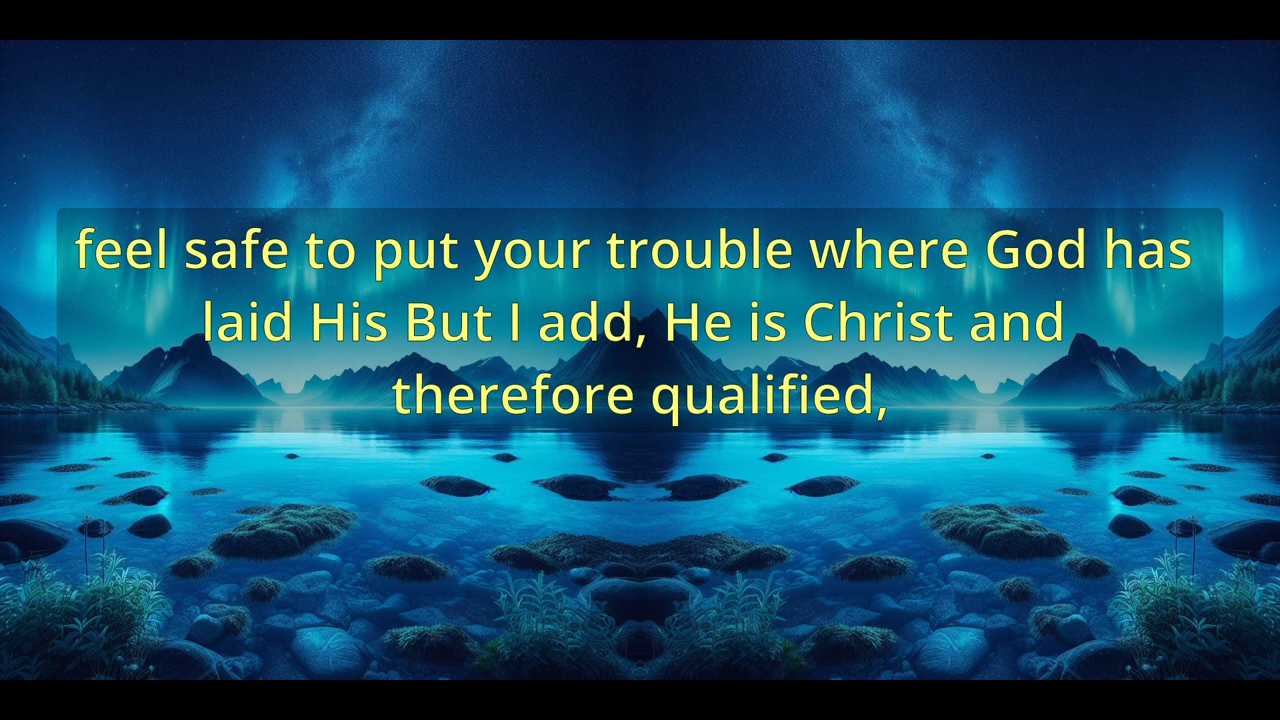 feel safe to put your trouble where God has
laid His But I add, He is Christ and
therefore qualified,